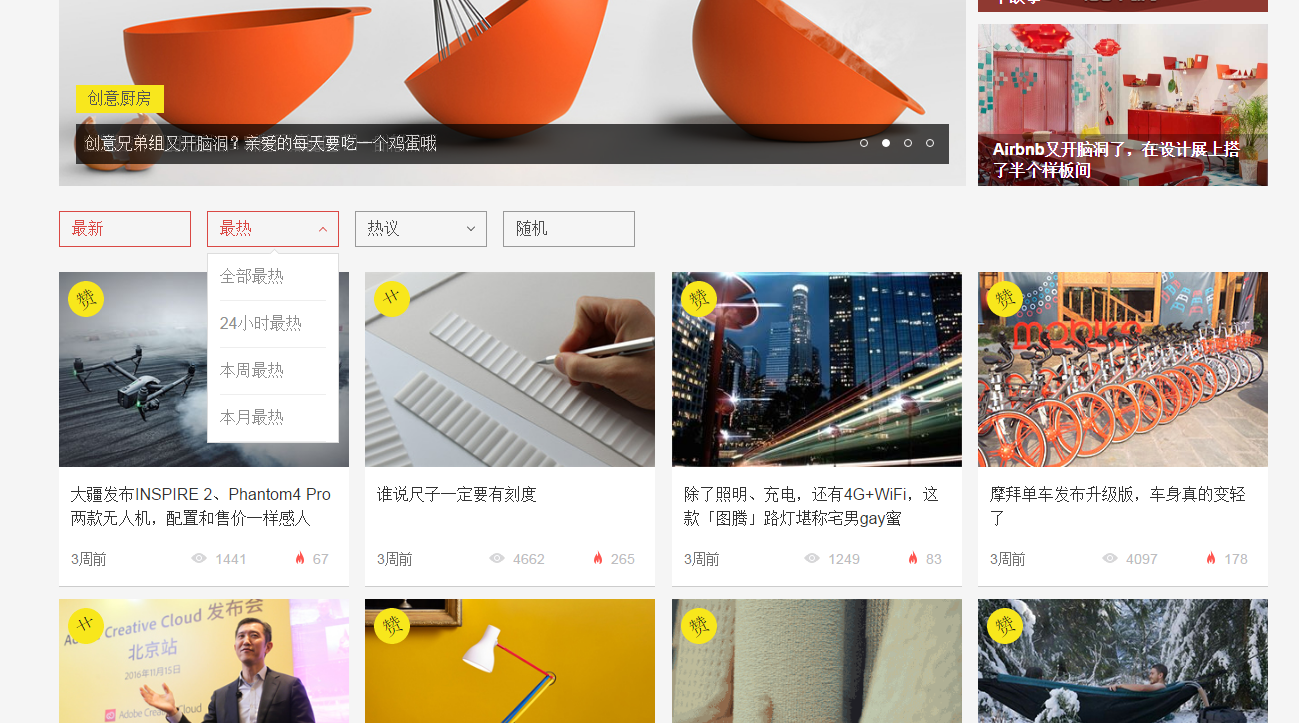 创意厨房
创意兄弟组又开脑洞？亲爱的每天要吃一个鸡蛋哦
Airbnb又开脑洞了，在设计展上搭
了半个样板间
最新
最热
热议
随机
全部最热
24小时最热
本周最热
本月最热
赞
艹
赞
赞
mobike
大疆发布INSPIRE 2、Phantom4 Pro
两款无人机，配置和售价一样感人
3周前
1441
67
谁说尺子一定要有刻度
3周前
4662
265
除了照明、充电，还有4G+WiFi，这
款「图腾」路灯堪称宅男gay蜜
3周前
1249
83
摩拜单车发布升级版，车身真的变轻
了
3周前
4097
178
艹
Creative Cloud 发布会
北京站
2016年11月15日
Adobe Creative Cloud
赞
赞
赞